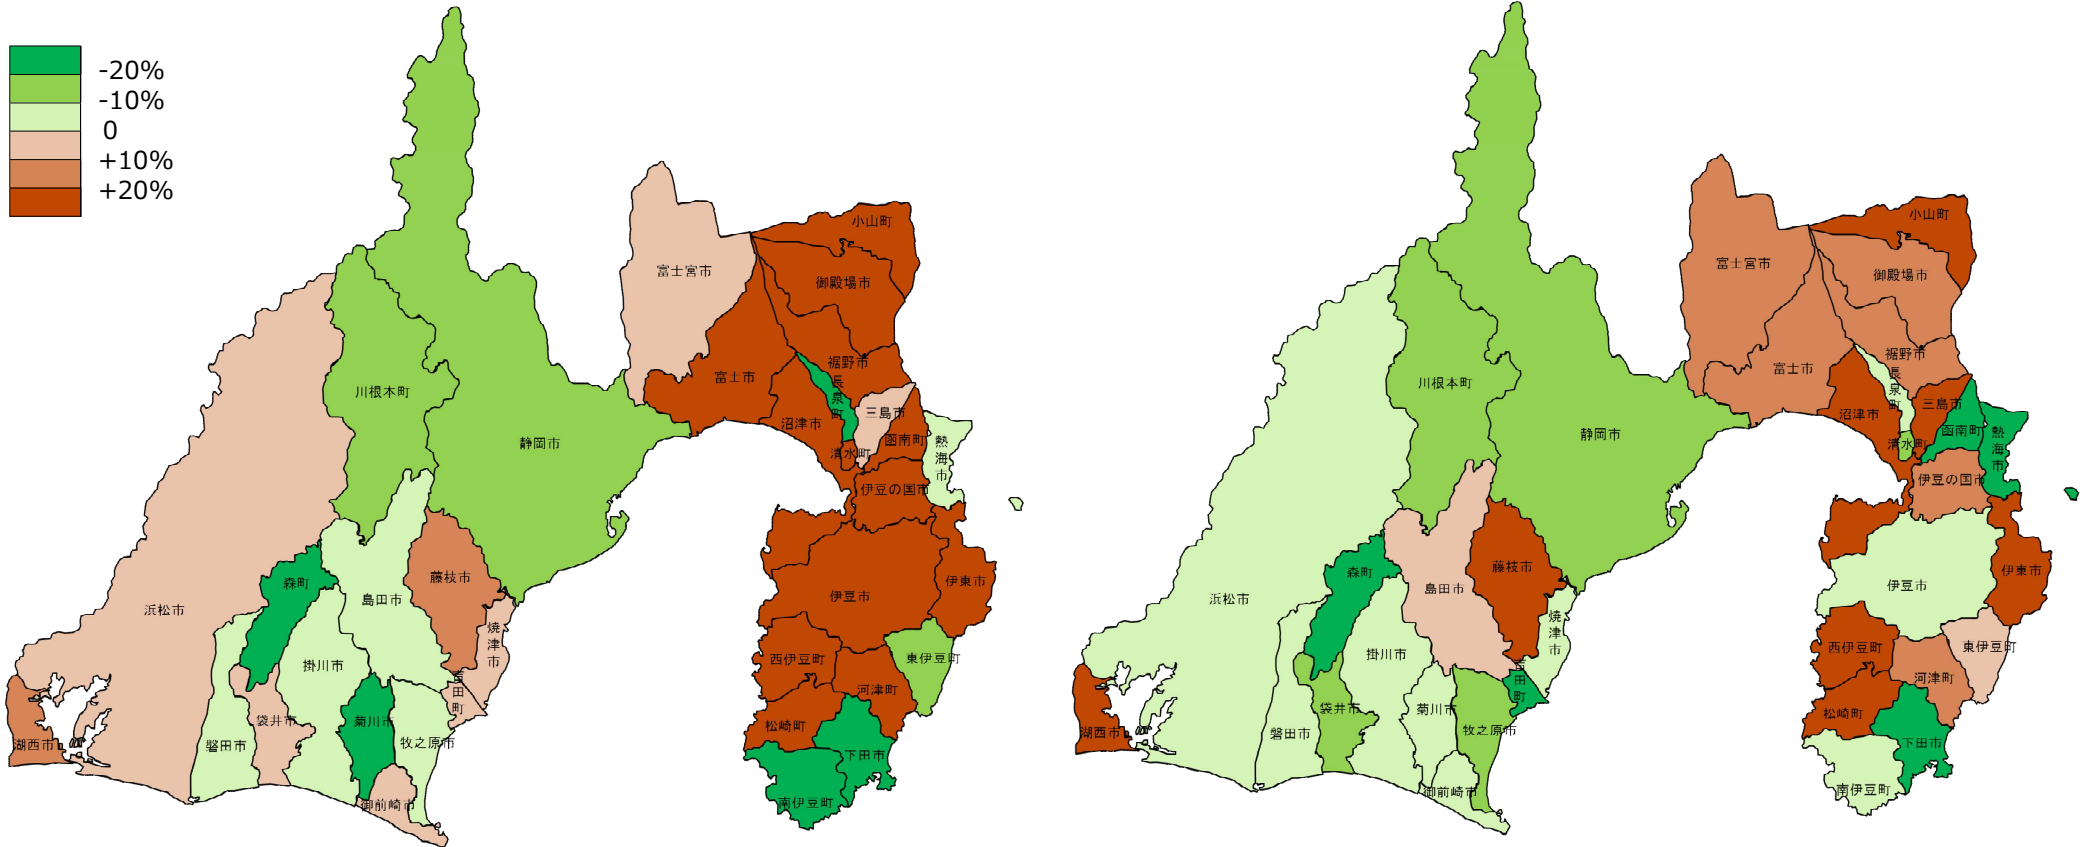 -20%
-10%
0
+10%
+20%
小山町
富士宮市
御殿場市
裾野市
富士市
長泉町
川根本町
三島市
沼津市
函南町
熱海市
静岡市
清水町
伊豆の国市
藤枝市
森町
伊東市
島田市
伊豆市
浜松市
焼津市
西伊豆町
東伊豆町
掛川市
河津町
吉田町
袋井市
菊川市
松崎町
湖西市
磐田市
牧之原市
下田市
御前崎市
南伊豆町
小山町
富士宮市
御殿場市
裾野市
富士市
長泉町
川根本町
三島市
沼津市
函南町
熱海市
静岡市
清水町
伊豆の国市
藤枝市
森町
伊東市
島田市
伊豆市
浜松市
焼津市
西伊豆町
東伊豆町
掛川市
河津町
吉田町
袋井市
菊川市
松崎町
湖西市
磐田市
牧之原市
下田市
御前崎市
南伊豆町